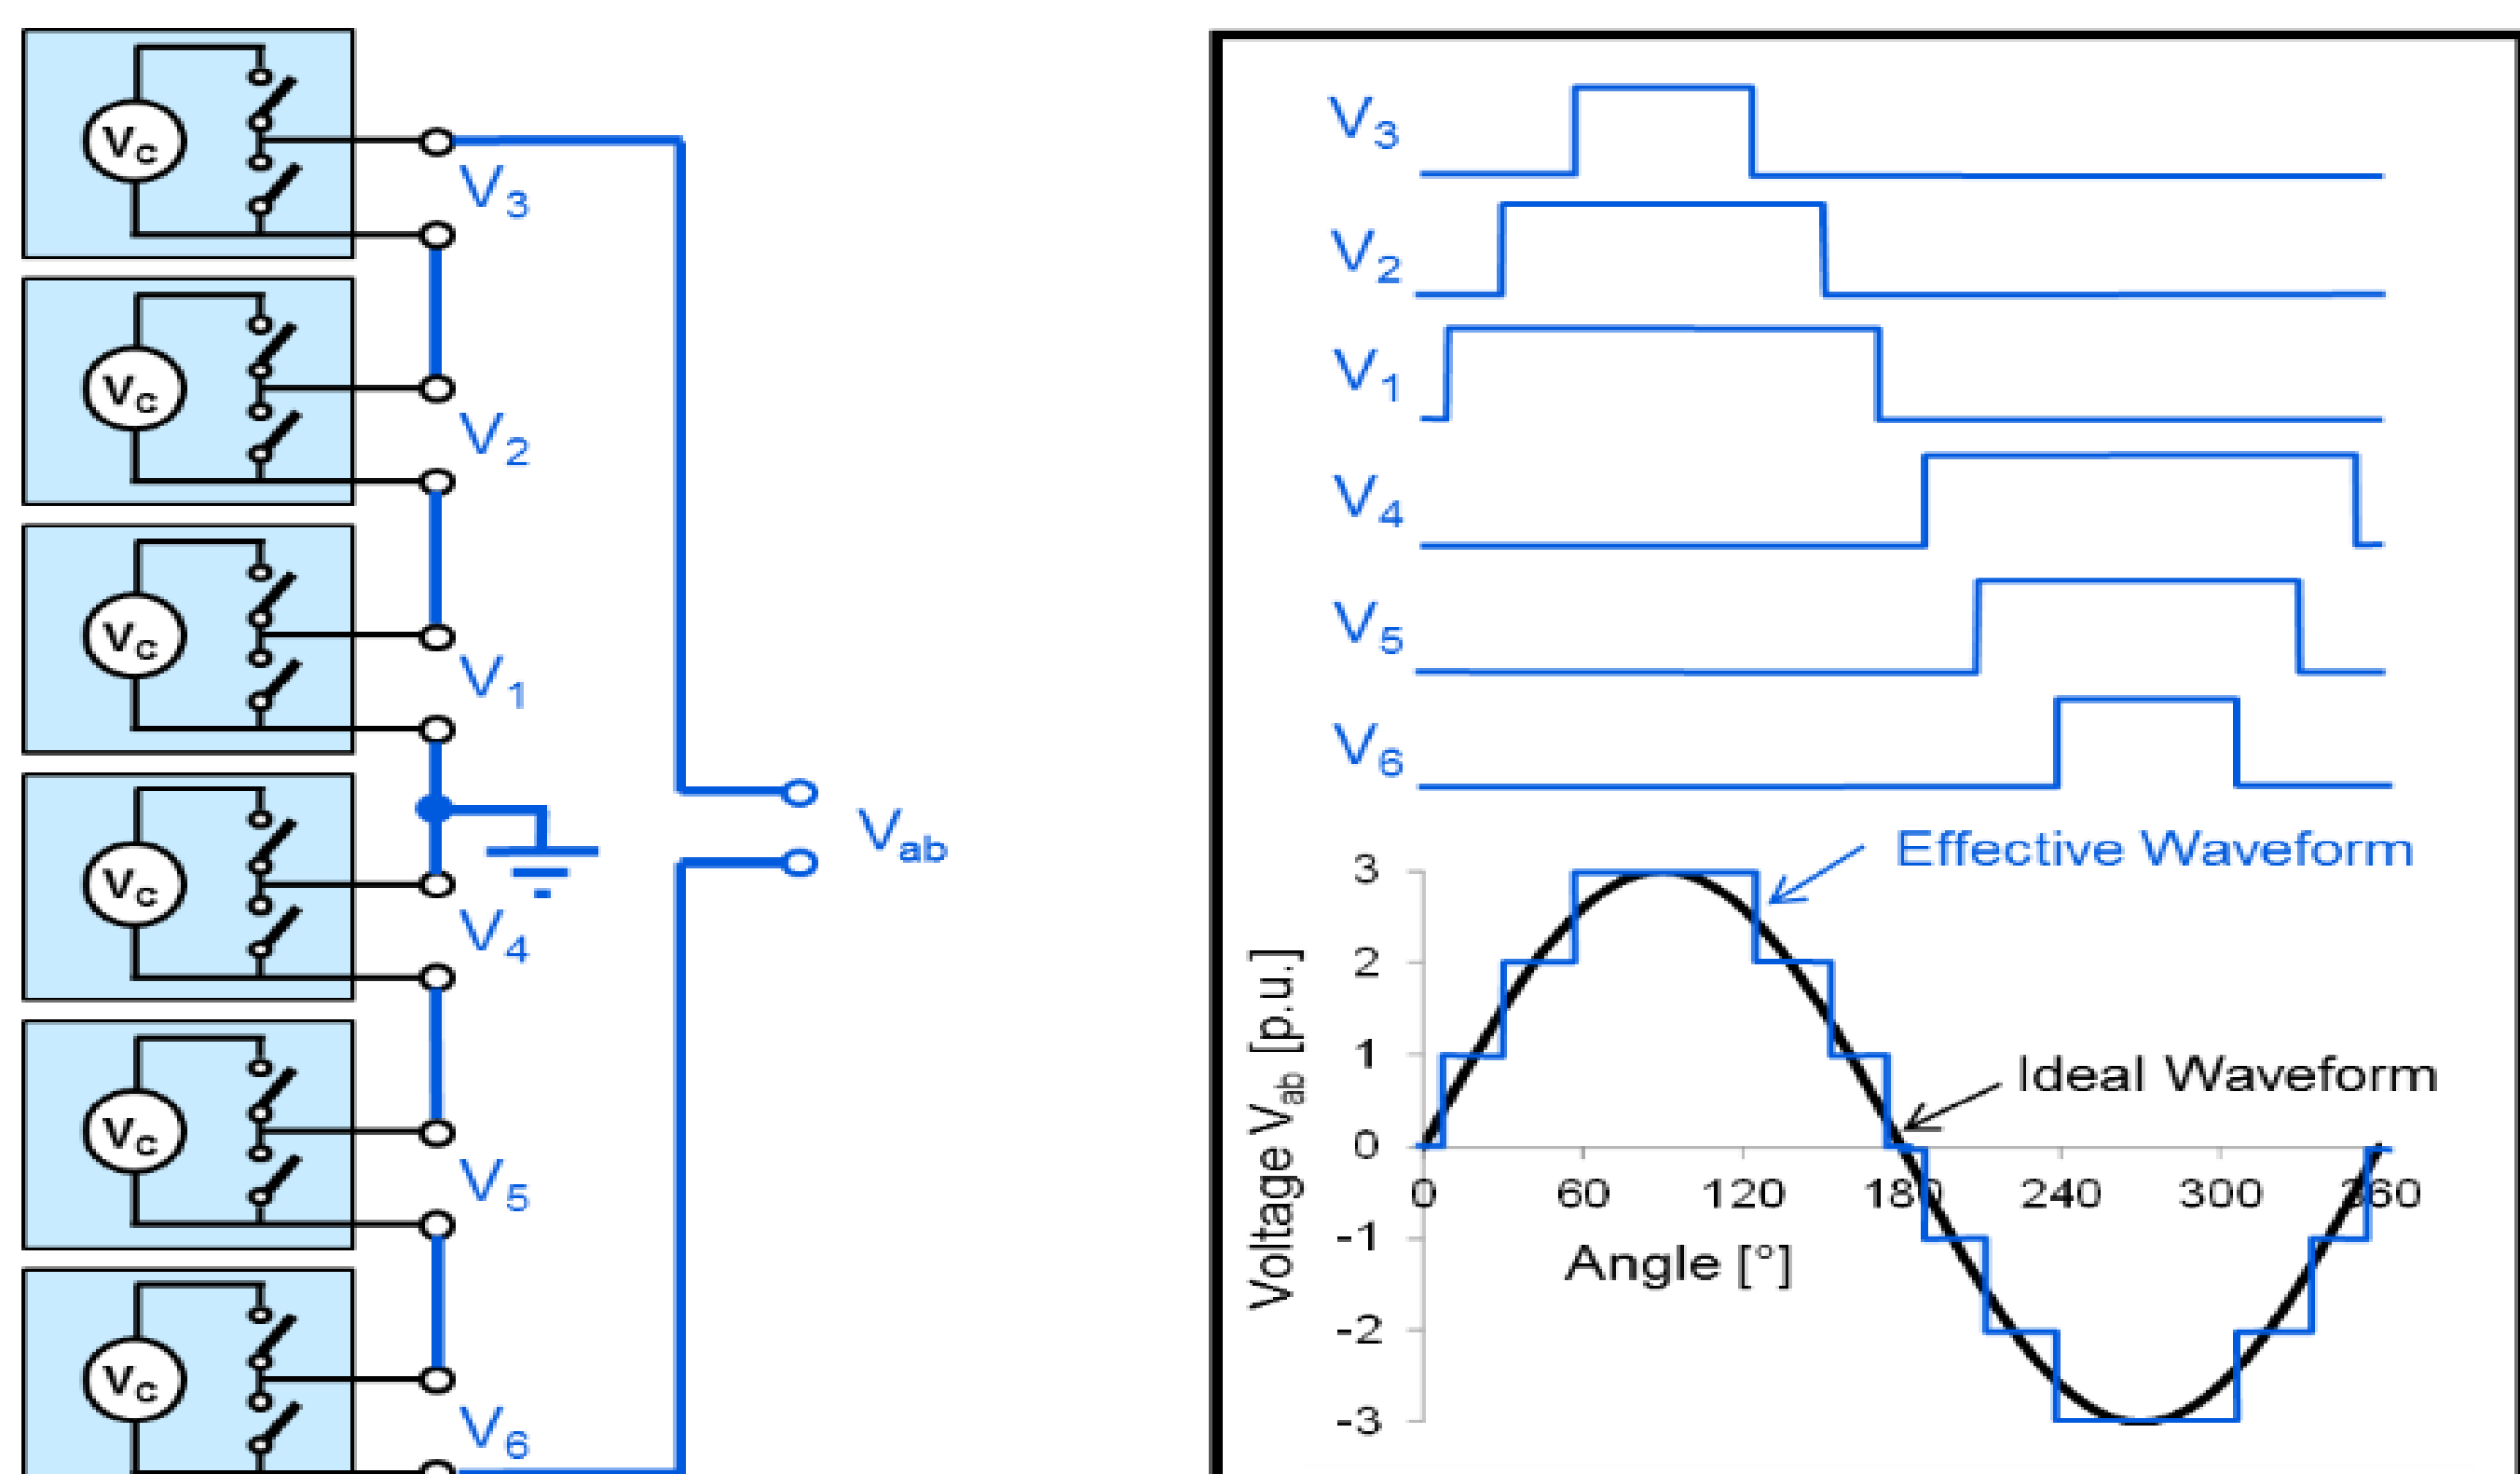 Vc
V3
Vc
V2
Vc
V1
Vab
Vc
V4
Vc
V5
Vc
V6
V3
V2
V1
V4
V5
V6
Effective Waveform
Ideal Waveform
Voltage Vab [p.u.]
3
2
1
0
-1
-2
-3
0 60 120 180 240 300 360
Angle [°]